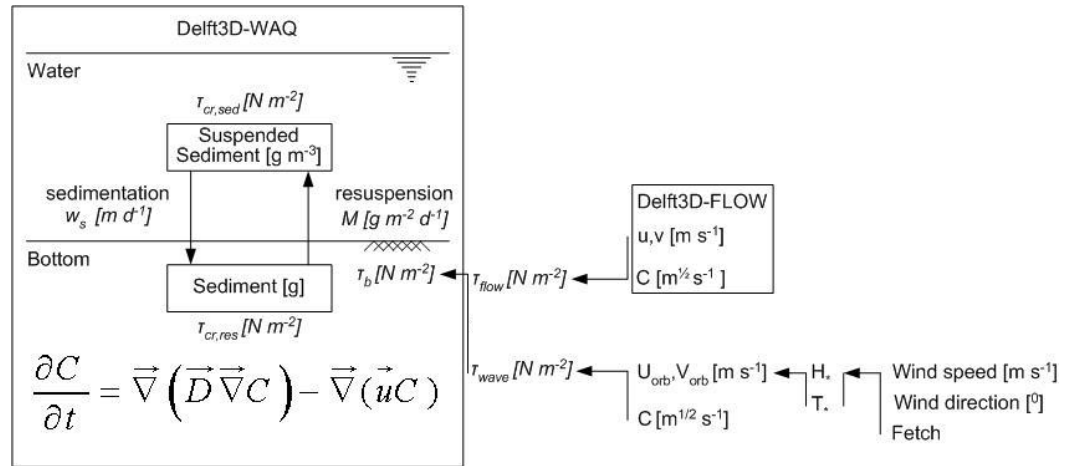 Delft3D-WAQ
Water
τcr,sed [N m⁻²]
Suspended
Sediment [g m⁻³]
sedimentation
wₛ [m d⁻¹]
resuspension
M [g m⁻² d⁻¹]
Bottom
Sediment [g]
τcr,res [N m⁻²]
τb [N m⁻²]
τflow [N m⁻²]
Delft3D-FLOW
u,v [m s⁻¹]
C [m½ s⁻¹ ]
∂C/∂t = ∇⃗(D⃗ ∇⃗C) − ∇⃗(u⃗C)
τwave [N m⁻²]
Uorb,Vorb [m s⁻¹]
C [m1/2 s⁻¹]
H*
T*
Wind speed [m s⁻¹]
Wind direction [⁰]
Fetch